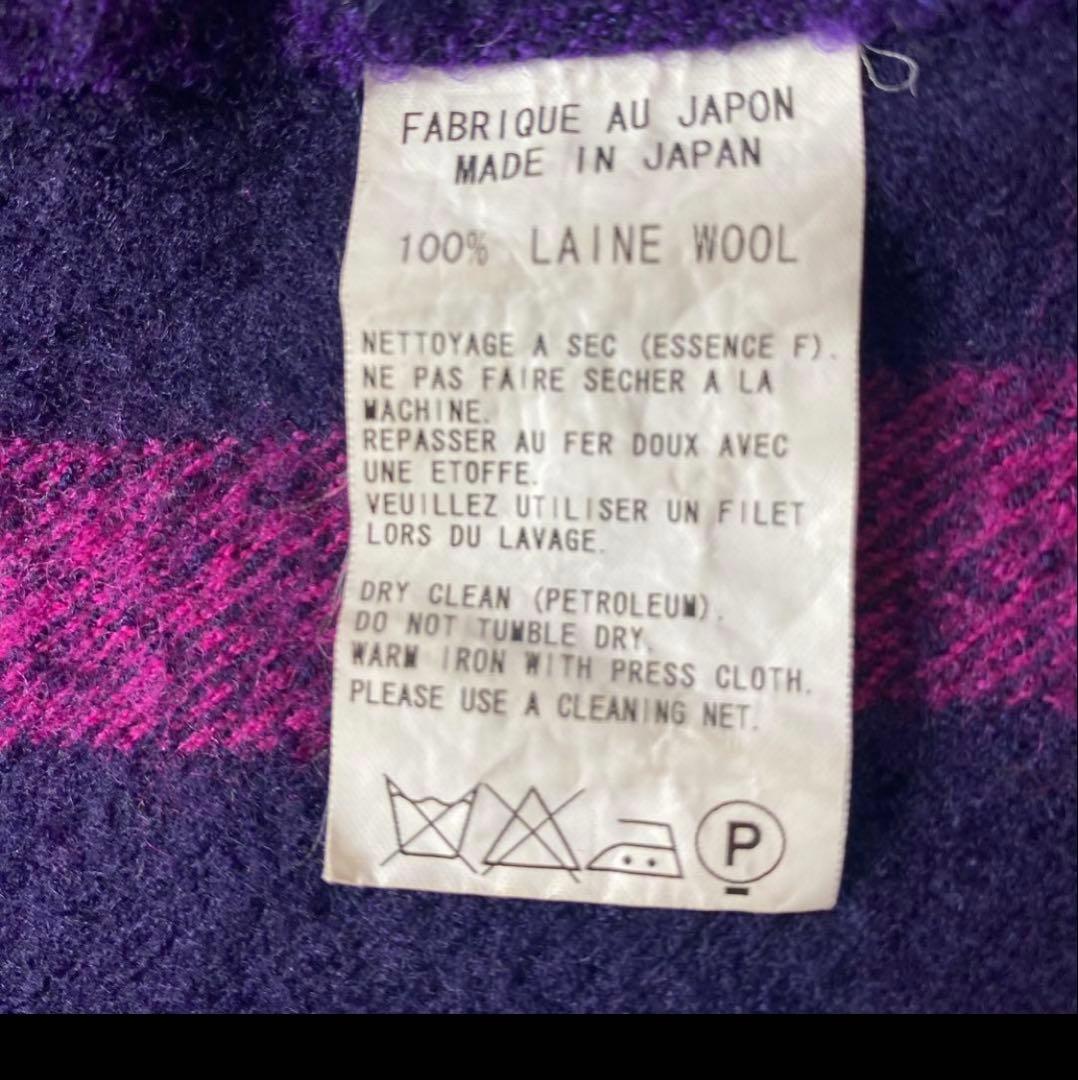 FABRIQUE AU JAPON
MADE IN JAPAN
100% LAINE WOOL
NETTOYAGE A SEC (ESSENCE F).
NE PAS FAIRE SECHER A LA
MACHINE.
REPASSER AU FER DOUX AVEC
UNE ETOFFE.
VEUILLEZ UTILISER UN FILET
LORS DU LAVAGE.
DRY CLEAN (PETROLEUM).
DO NOT TUMBLE DRY.
WARM IRON WITH PRESS CLOTH.
PLEASE USE A CLEANING NET.
P